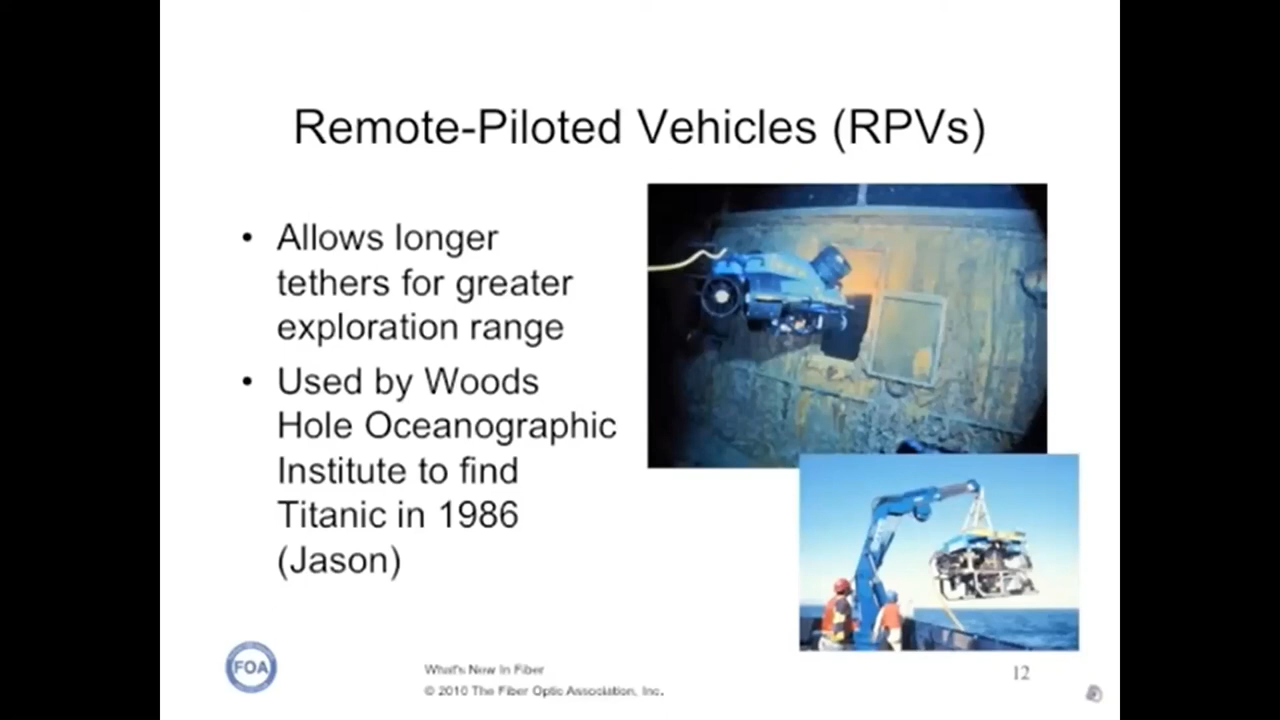 Remote-Piloted Vehicles (RPVs)
• Allows longer
tethers for greater
exploration range
• Used by Woods
Hole Oceanographic
Institute to find
Titanic in 1986
(Jason)
FOA
What's New In Fiber
© 2010 The Fiber Optic Association, Inc.
12